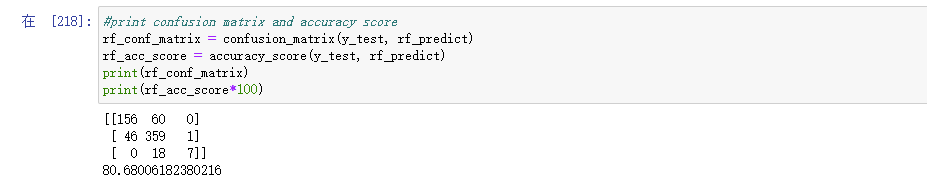 在 [218]: #print confusion matrix and accuracy score
rf_conf_matrix = confusion_matrix(y_test, rf_predict)
rf_acc_score = accuracy_score(y_test, rf_predict)
print(rf_conf_matrix)
print(rf_acc_score*100)
[[156 60 0]
[ 46 359 1]
[ 0 18 7]]
80.68006182380216